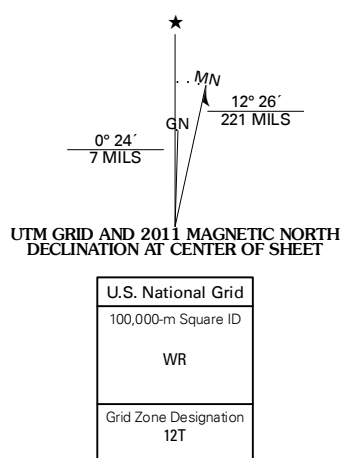 ★
MN
12° 26´
221 MILS
GN
0° 24´
7 MILS
UTM GRID AND 2011 MAGNETIC NORTH
DECLINATION AT CENTER OF SHEET
U.S. National Grid
100,000-m Square ID
WR
Grid Zone Designation
12T